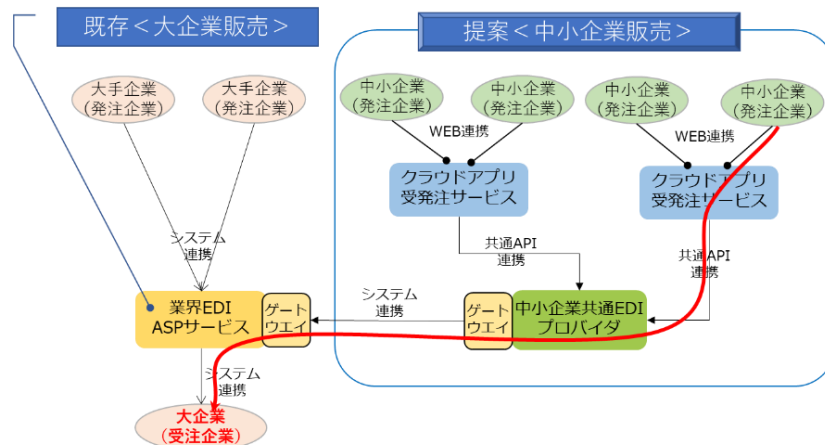 既存＜大企業販売＞
提案＜中小企業販売＞
大手企業
(発注企業)
大手企業
(発注企業)
中小企業
(発注企業)
中小企業
(発注企業)
中小企業
(発注企業)
中小企業
(発注企業)
WEB連携
WEB連携
クラウドアプリ
受発注サービス
クラウドアプリ
受発注サービス
システム
連携
共通API
連携
共通API
連携
業界EDI
ASPサービス
ゲート
ウエイ
システム
連携
ゲート
ウエイ
中小企業共通EDI
プロバイダ
システム
連携
大企業
(受注企業)